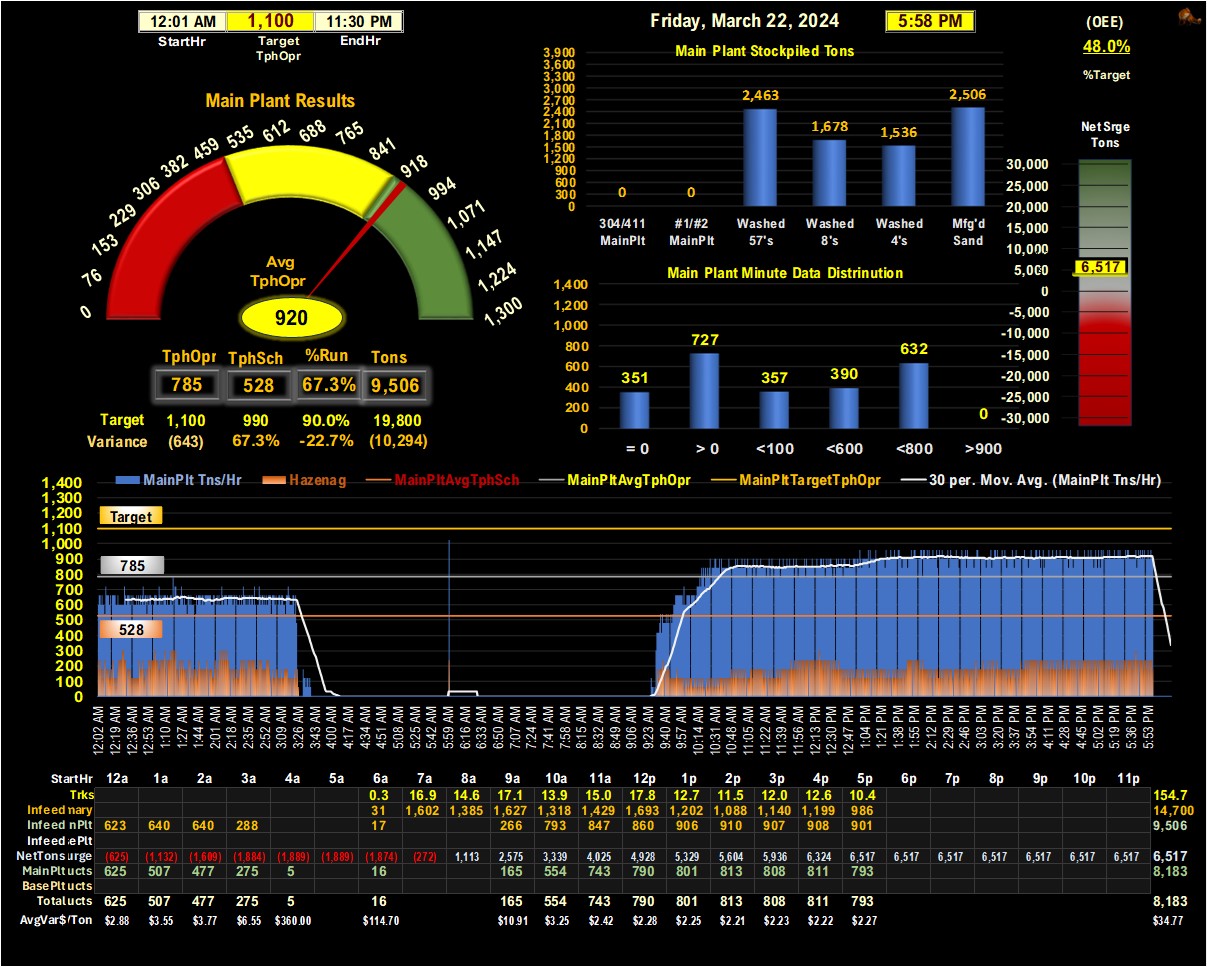 12:01 AM 1,100 11:30 PM
StartHr Target TphOpr EndHr
Friday, March 22, 2024 5:58 PM
(OEE)
48.0%
%Target
Main Plant Results
0 76 153 229 306 382 459 535 612 688 765 841 918 994 1,071 1,147 1,224 1,300
Avg
TphOpr
920
TphOpr TphSch %Run Tons
785 528 67.3% 9,506
Target 1,100 990 90.0% 19,800
Variance (643) 67.3% -22.7% (10,294)
Main Plant Stockpiled Tons
3,900
3,600
3,300
3,000
2,700
2,400
2,100
1,800
1,500
1,200
900
600
300
0
0 0 2,463 1,678 1,536 2,506
304/411 #1/#2 Washed Washed Washed Mfg'd
MainPlt MainPlt 57's 8's 4's Sand
Main Plant Minute Data Distrinution
1,400
1,200
1,000
800
600
400
200
0
351 727 357 390 632 0
= 0 > 0 <100 <600 <800 >900
NetSrge
Tons
30,000
25,000
20,000
15,000
10,000
5,000
0
-5,000
-10,000
-15,000
-20,000
-25,000
-30,000
6,517
MainPlt Tns/Hr Hazenag MainPltAvgTphSch MainPltAvgTphOpr MainPltTargetTphOpr 30 per. Mov. Avg. (MainPlt Tns/Hr)
1,400
1,300
1,200
1,100
1,000
900
800
700
600
500
400
300
200
100
0
Target
785
528
12:02 AM 12:19 AM 12:36 AM 12:53 AM 1:10 AM 1:27 AM 1:44 AM 2:01 AM 2:18 AM 2:35 AM 2:52 AM 3:09 AM 3:26 AM 3:43 AM 4:00 AM 4:17 AM 4:34 AM 4:51 AM 5:08 AM 5:25 AM 5:42 AM 5:59 AM 6:16 AM 6:33 AM 6:50 AM 7:07 AM 7:24 AM 7:41 AM 7:58 AM 8:15 AM 8:32 AM 8:49 AM 9:06 AM 9:23 AM 9:40 AM 9:57 AM 10:14 AM 10:31 AM 10:48 AM 11:05 AM 11:22 AM 11:39 AM 11:56 AM 12:13 PM 12:30 PM 12:47 PM 1:04 PM 1:21 PM 1:38 PM 1:55 PM 2:12 PM 2:29 PM 2:46 PM 3:03 PM 3:20 PM 3:37 PM 3:54 PM 4:11 PM 4:28 PM 4:45 PM 5:02 PM 5:19 PM 5:36 PM 5:53 PM
StartHr 12a 1a 2a 3a 4a 5a 6a 7a 8a 9a 10a 11a 12p 1p 2p 3p 4p 5p 6p 7p 8p 9p 10p 11p
Trks 0.3 16.9 14.6 17.1 13.9 15.0 17.8 12.7 11.5 12.0 12.6 10.4 154.7
Infeed nary 31 1,602 1,385 1,627 1,318 1,429 1,693 1,202 1,088 1,140 1,199 986 14,700
Infeed nPlt 623 640 640 288 17 266 793 847 860 906 910 907 908 901 9,506
Infeed ePlt
NetTons urge (625) (1,132) (1,609) (1,884) (1,889) (1,889) (1,874) (272) 1,113 2,575 3,339 4,025 4,928 5,329 5,604 5,936 6,324 6,517 6,517 6,517 6,517 6,517 6,517 6,517 6,517
MainPlt ucts 625 507 477 275 5 16 165 554 743 790 801 813 808 811 793 8,183
BasePlt ucts
Total ucts 625 507 477 275 5 16 165 554 743 790 801 813 808 811 793 8,183
AvgVar$/Ton $2.88 $3.55 $3.77 $6.55 $360.00 $114.70 $10.91 $3.25 $2.42 $2.28 $2.25 $2.21 $2.23 $2.22 $2.27 $34.77